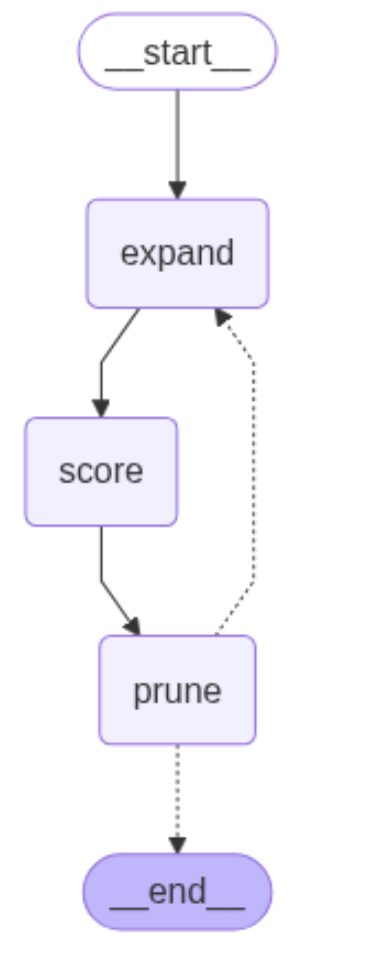 __start__
expand
score
prune
__end__